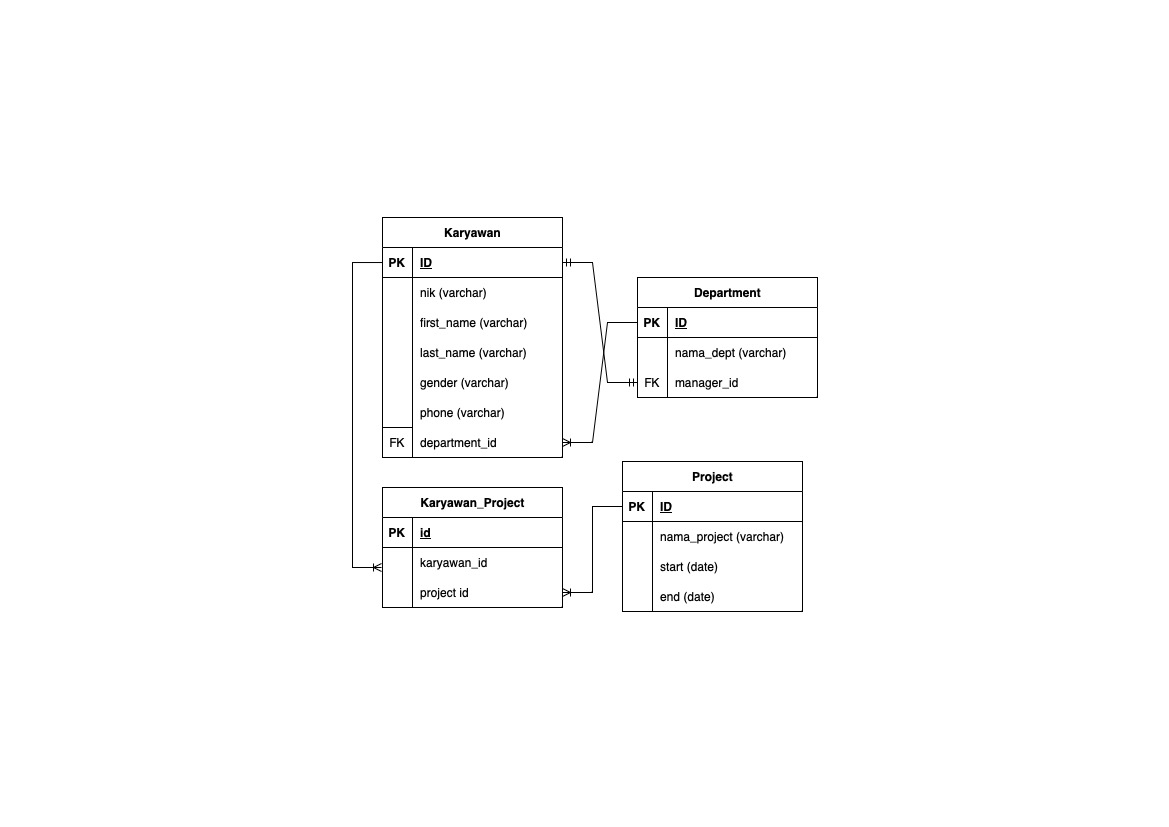 Karyawan
PK ID
nik (varchar)
first_name (varchar)
last_name (varchar)
gender (varchar)
phone (varchar)
FK department_id
Department
PK ID
nama_dept (varchar)
FK manager_id
Karyawan_Project
PK id
karyawan_id
project id
Project
PK ID
nama_project (varchar)
start (date)
end (date)